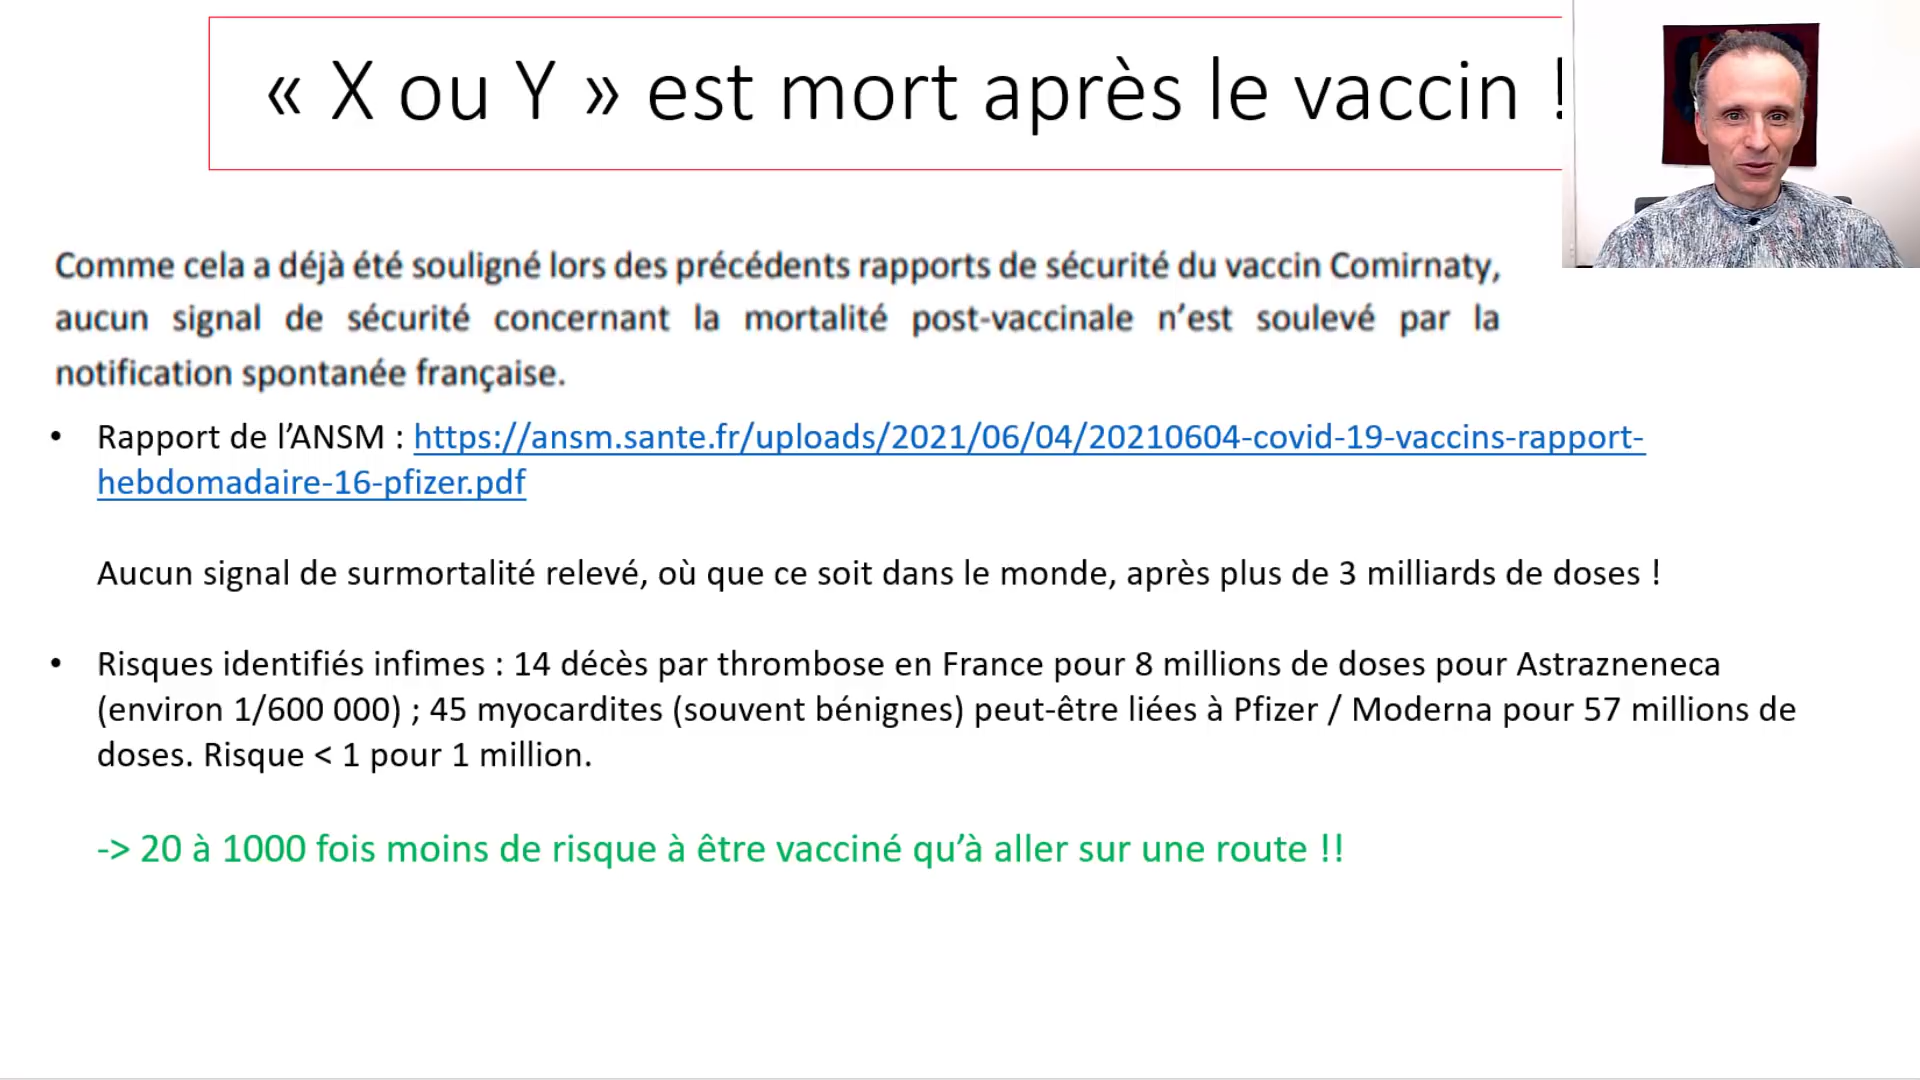 « X ou Y » est mort après le vaccin !
Comme cela a déjà été souligné lors des précédents rapports de sécurité du vaccin Comirnaty,
aucun signal de sécurité concernant la mortalité post-vaccinale n’est soulevé par la
notification spontanée française.
• Rapport de l’ANSM : https://ansm.sante.fr/uploads/2021/06/04/20210604-covid-19-vaccins-rapport-
hebdomadaire-16-pfizer.pdf
Aucun signal de surmortalité relevé, où que ce soit dans le monde, après plus de 3 milliards de doses !
• Risques identifiés infimes : 14 décès par thrombose en France pour 8 millions de doses pour Astrazneneca
(environ 1/600 000) ; 45 myocardites (souvent bénignes) peut-être liées à Pfizer / Moderna pour 57 millions de
doses. Risque < 1 pour 1 million.
-> 20 à 1000 fois moins de risque à être vacciné qu’à aller sur une route !!